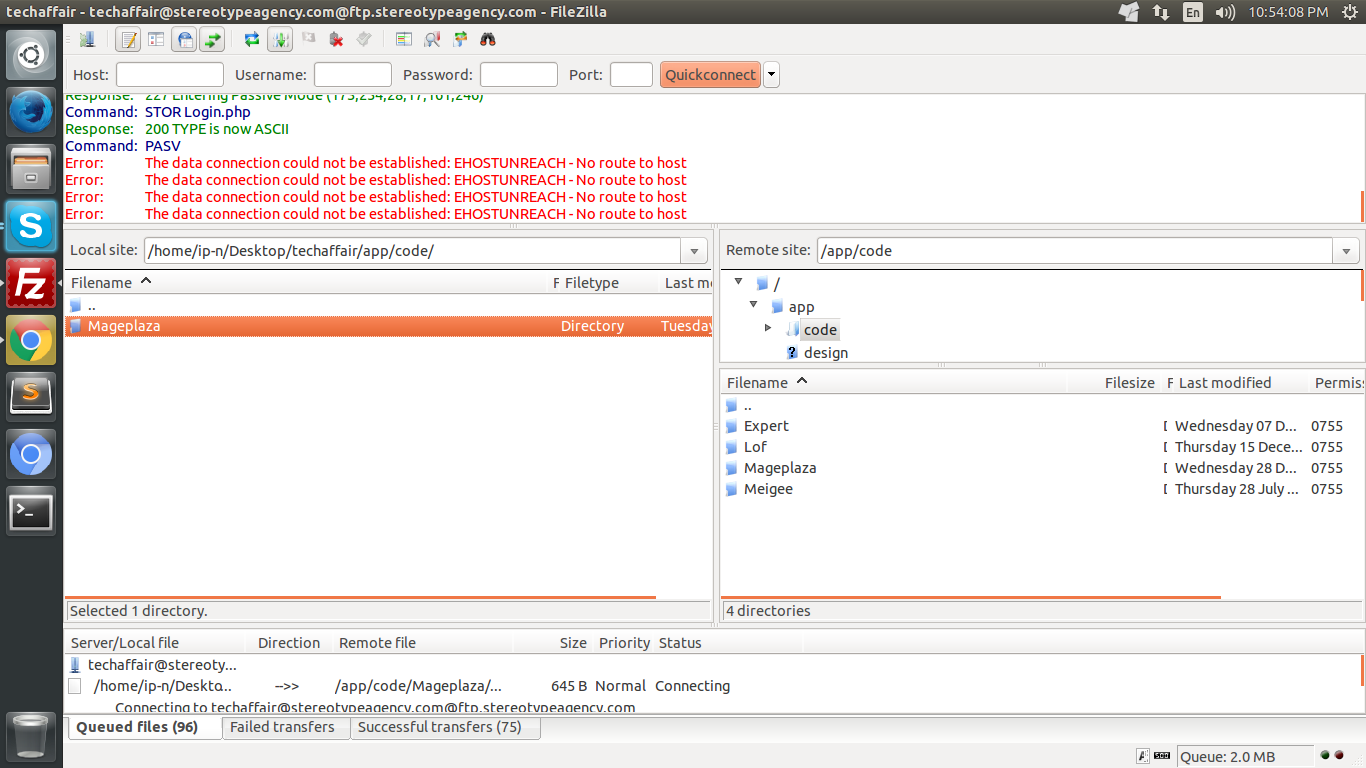 techaffair - techaffair@stereotypeagency.com@ftp.stereotypeagency.com - FileZilla En 10:54:08 PM
Host: Username: Password: Port: Quickconnect
Response: 227 Entering Passive Mode (173,254,28,17,161,246)
Command: STOR Login.php
Response: 200 TYPE is now ASCII
Command: PASV
Error: The data connection could not be established: EHOSTUNREACH - No route to host
Error: The data connection could not be established: EHOSTUNREACH - No route to host
Error: The data connection could not be established: EHOSTUNREACH - No route to host
Error: The data connection could not be established: EHOSTUNREACH - No route to host
Local site: /home/ip-n/Desktop/techaffair/app/code/
Filename F Filetype Last mo
..
Mageplaza Directory Tuesday
Selected 1 directory.
Remote site: /app/code
/
app
code
design
Filename Filesize F Last modified Permiss
..
Expert D Wednesday 07 D... 0755
Lof D Thursday 15 Dece... 0755
Mageplaza D Wednesday 28 D... 0755
Meigee D Thursday 28 July ... 0755
4 directories
Server/Local file Direction Remote file Size Priority Status
techaffair@stereoty...
/home/ip-n/Deskto... -->> /app/code/Mageplaza/... 645 B Normal Connecting
Connecting to techaffair@stereotypeagency.com@ftp.stereotypeagency.com
Queued files (96) Failed transfers Successful transfers (75)
Queue: 2.0 MB